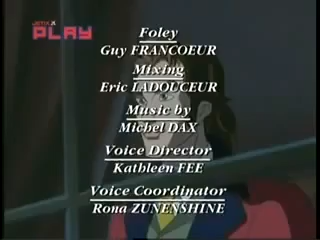 JETIX
PLAY
Foley
Guy FRANCOEUR
Mixing
Eric LADOUCEUR
Music by
Michel DAX
Voice Director
Kathleen FEE
Voice Coordinator
Rona ZUNENSHINE